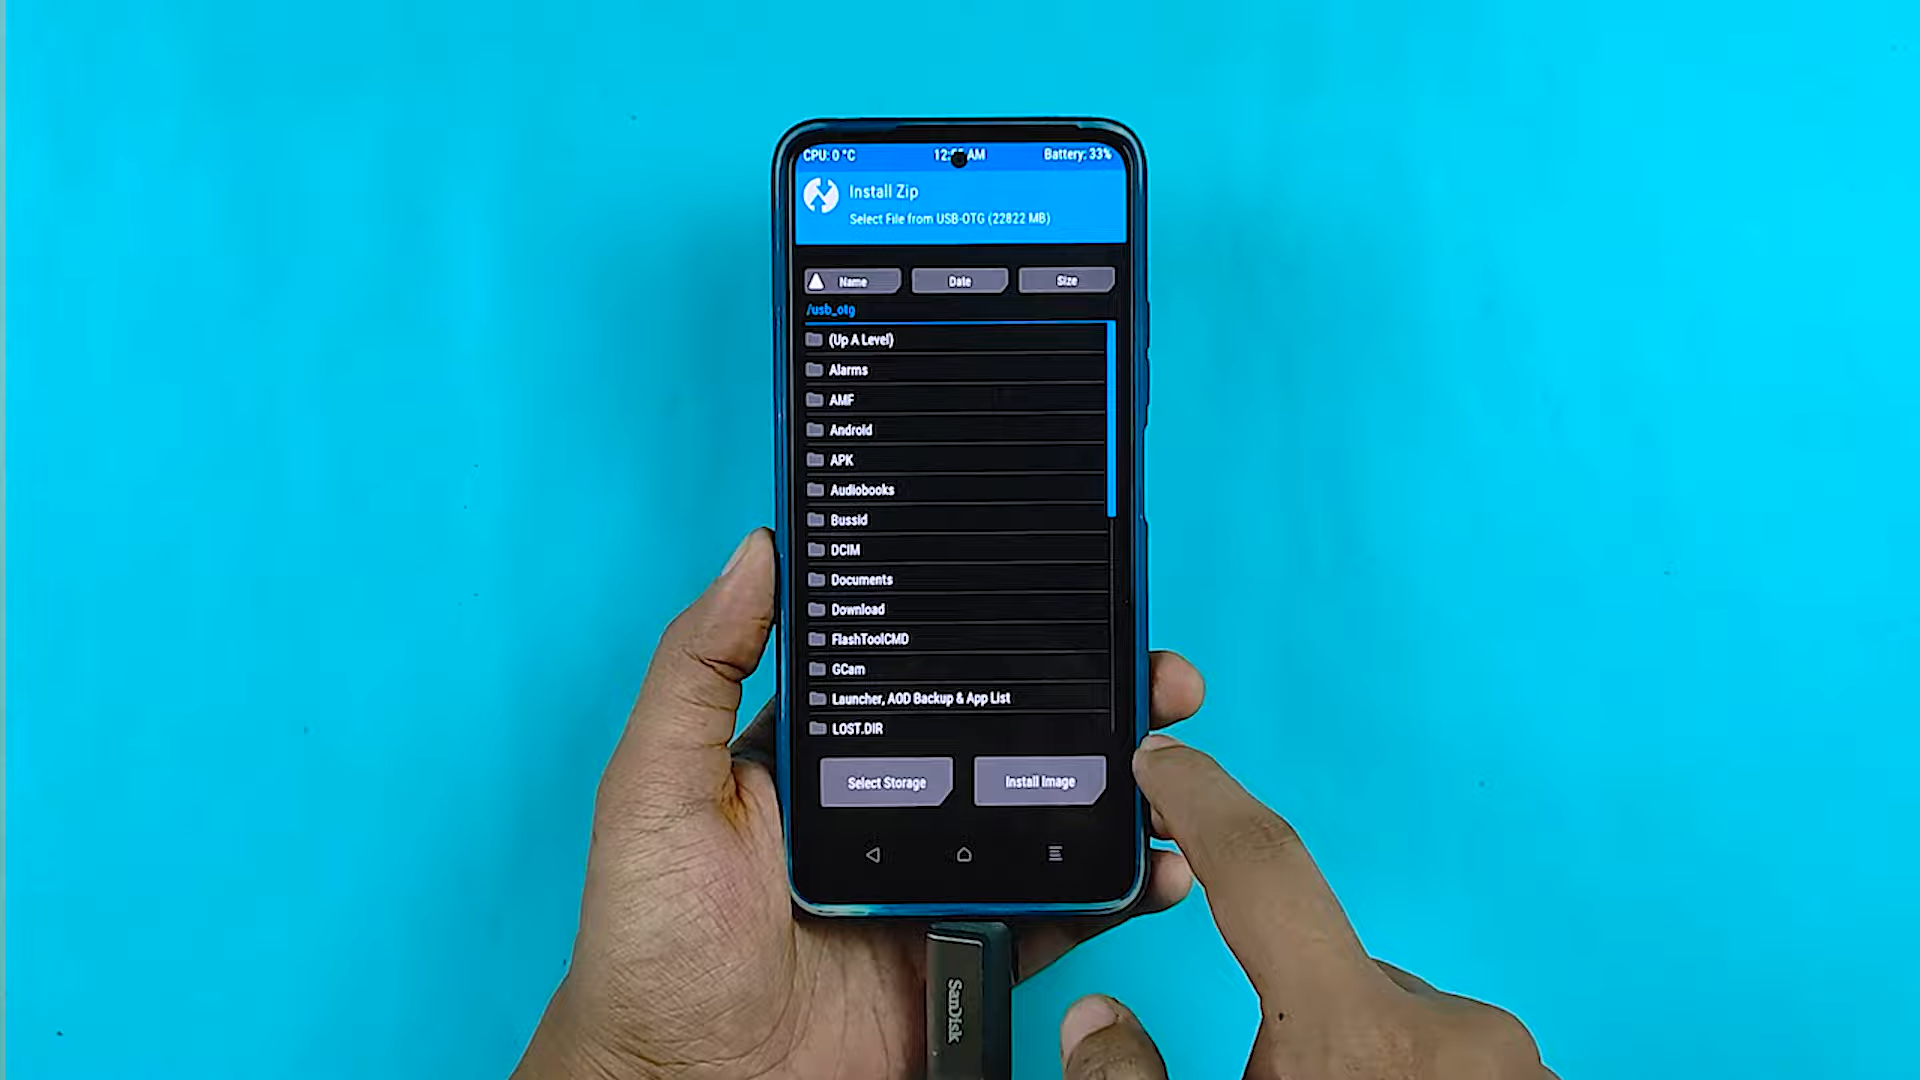 CPU: 0 °C
AM
Battery: 33%
Install Zip
Select File from USB-OTG (22822 MB)
Name
Date
Size
/usb_otg
(Up A Level)
Alarms
AMF
Android
APK
Audiobooks
Bussid
DCIM
Documents
Download
FlashToolCMD
GCam
Launcher, AOD Backup & App List
LOST.DIR
Select Storage
Install Image
SanDisk